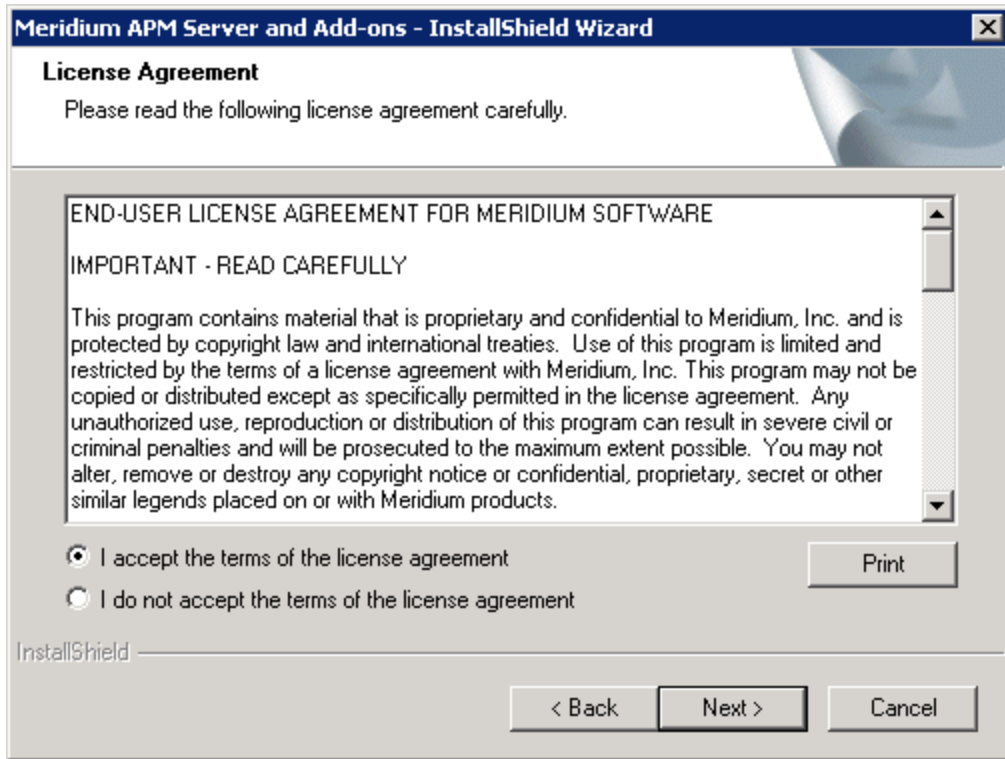 Meridium APM Server and Add-ons - InstallShield Wizard
License Agreement
Please read the following license agreement carefully.
END-USER LICENSE AGREEMENT FOR MERIDIUM SOFTWARE
IMPORTANT - READ CAREFULLY
This program contains material that is proprietary and confidential to Meridium, Inc. and is
protected by copyright law and international treaties.  Use of this program is limited and
restricted by the terms of a license agreement with Meridium, Inc. This program may not be
copied or distributed except as specifically permitted in the license agreement.  Any
unauthorized use, reproduction or distribution of this program can result in severe civil or
criminal penalties and will be prosecuted to the maximum extent possible.  You may not
alter, remove or destroy any copyright notice or confidential, proprietary, secret or other
similar legends placed on or with Meridium products.
I accept the terms of the license agreement
Print
I do not accept the terms of the license agreement
InstallShield
< Back
Next >
Cancel